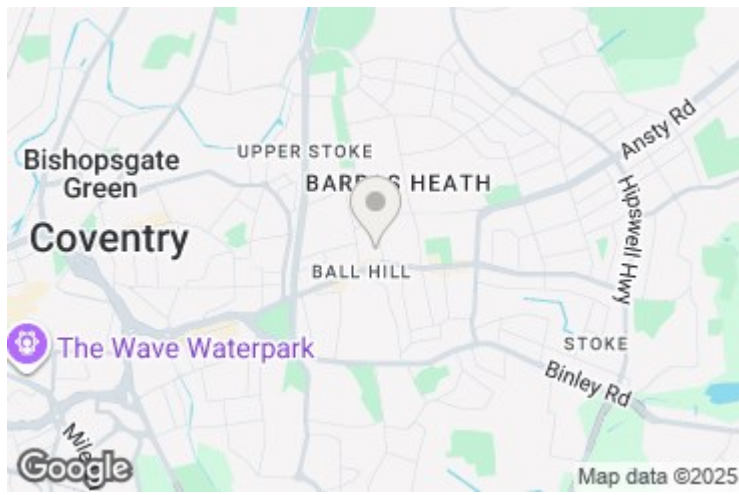 Ansty Rd
UPPER STOKE
Bishopsgate
Green
HEATH
Hipswell Hwy
Coventry
BALL HILL
The Wave Waterpark
STOKE
Binley Rd
Google
Map data ©2025